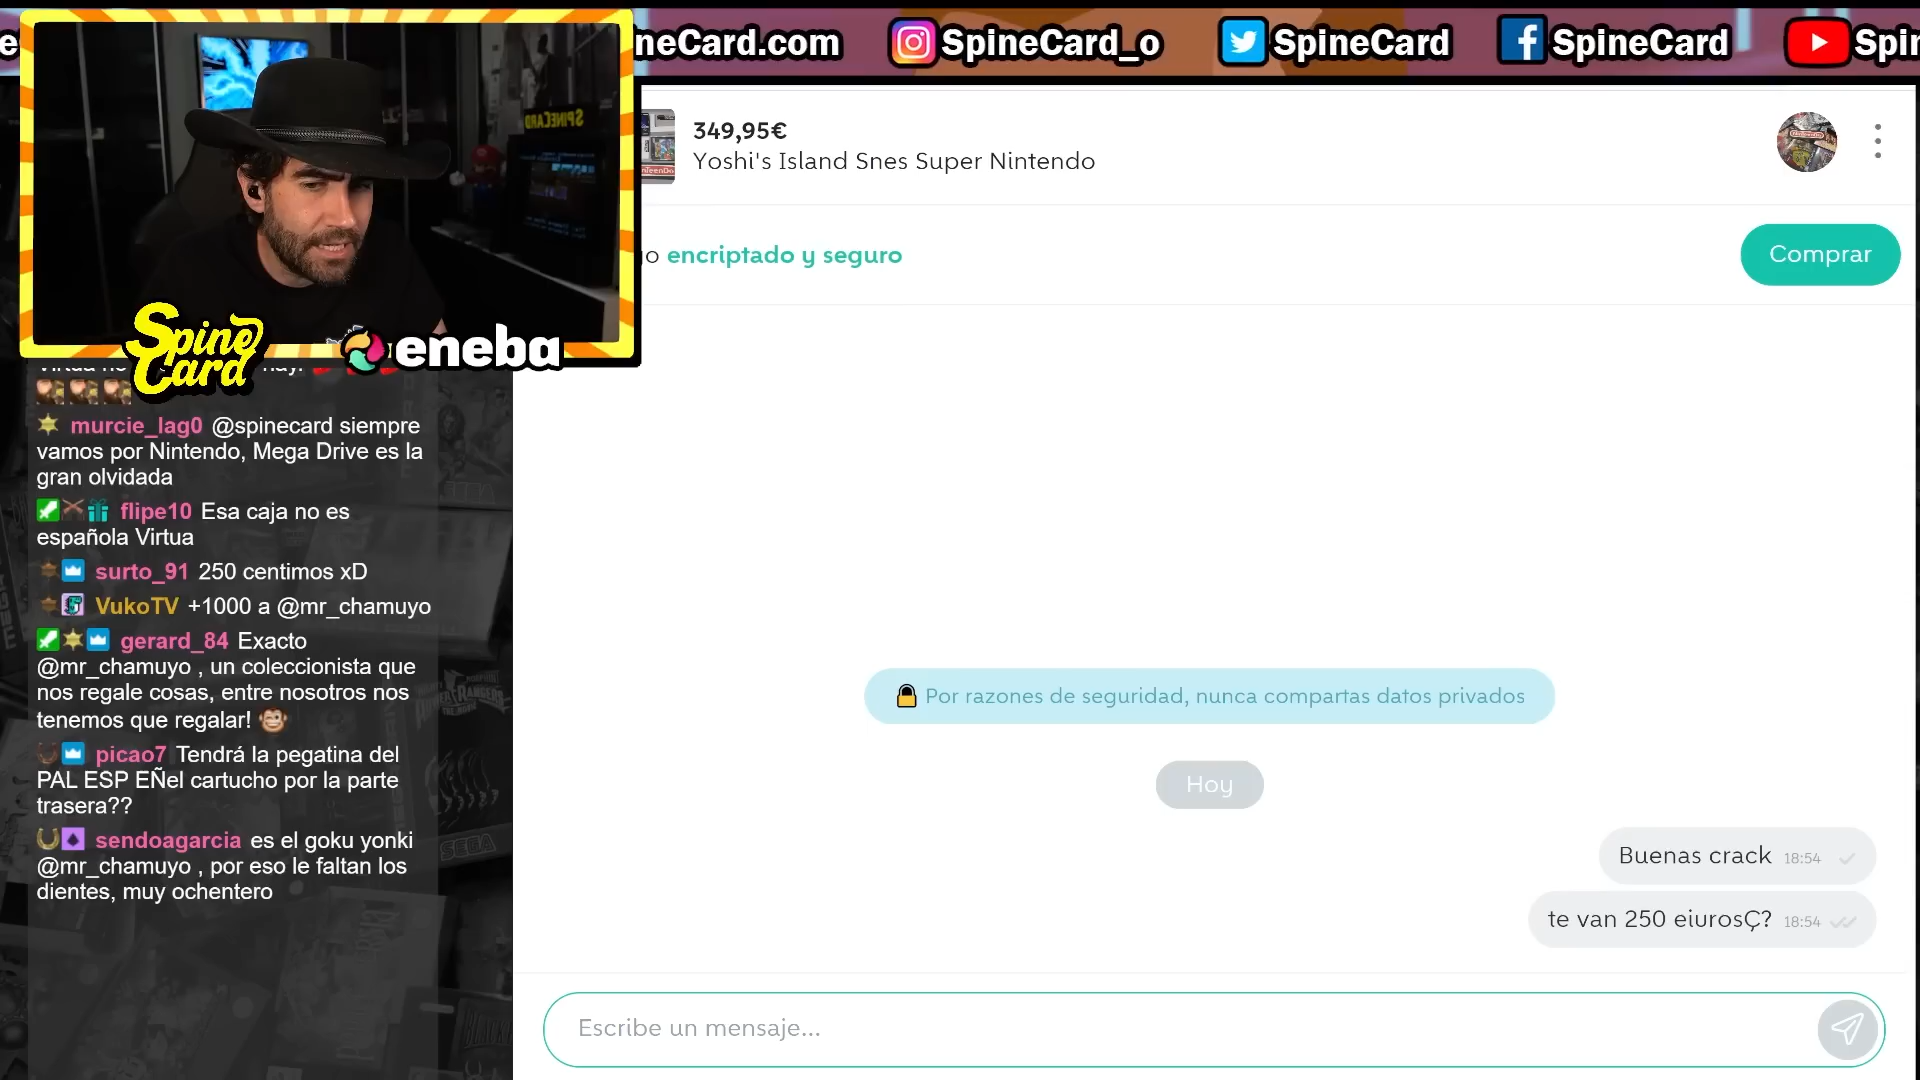 neCard.com
SpineCard_o
SpineCard
SpineCard
Spin
SPINECARD
349,95€
Yoshi's Island Snes Super Nintendo
o encriptado y seguro
Comprar
Spine
Card
eneba
murcie_lag0 @spinecard siempre
vamos por Nintendo, Mega Drive es la
gran olvidada
flipe10 Esa caja no es
española Virtua
surto_91 250 centimos xD
VukoTV +1000 a @mr_chamuyo
gerard_84 Exacto
@mr_chamuyo , un coleccionista que
nos regale cosas, entre nosotros nos
tenemos que regalar!
picao7 Tendrá la pegatina del
PAL ESP EÑel cartucho por la parte
trasera??
sendoagarcia es el goku yonki
@mr_chamuyo , por eso le faltan los
dientes, muy ochentero
Por razones de seguridad, nunca compartas datos privados
Hoy
Buenas crack 18:54
te van 250 eiurosÇ? 18:54
Escribe un mensaje...